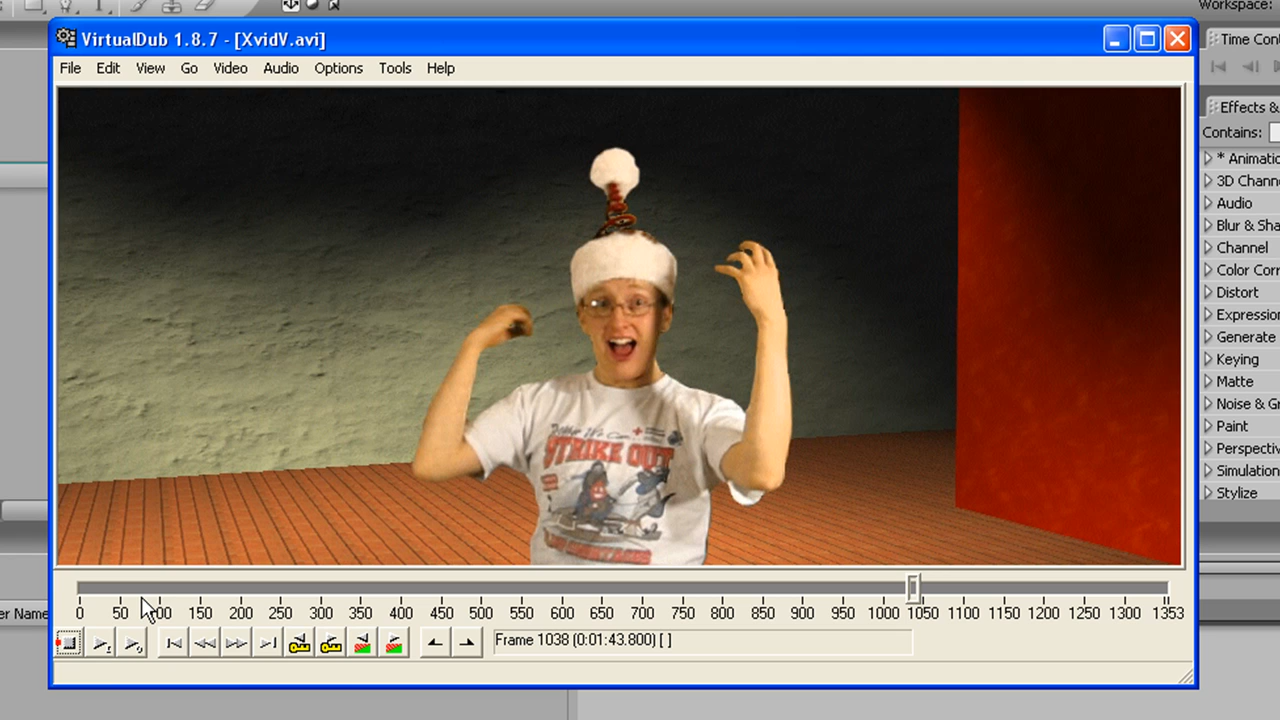 Workspace:
VirtualDub 1.8.7 - [XvidV.avi]
File Edit View Go Video Audio Options Tools Help
Time Cont
Effects &
Contains:
* Animatio
3D Chann
Audio
Blur & Sha
Channel
Color Corr
Distort
Expression
Generate
Keying
Matte
Noise & Gr
Paint
Perspectiv
Simulation
Stylize
STRIKE OUT
0 50 100 150 200 250 300 350 400 450 500 550 600 650 700 750 800 850 900 950 1000 1050 1100 1150 1200 1250 1300 1353
er Name
Frame 1038 (0:01:43.800) [ ]